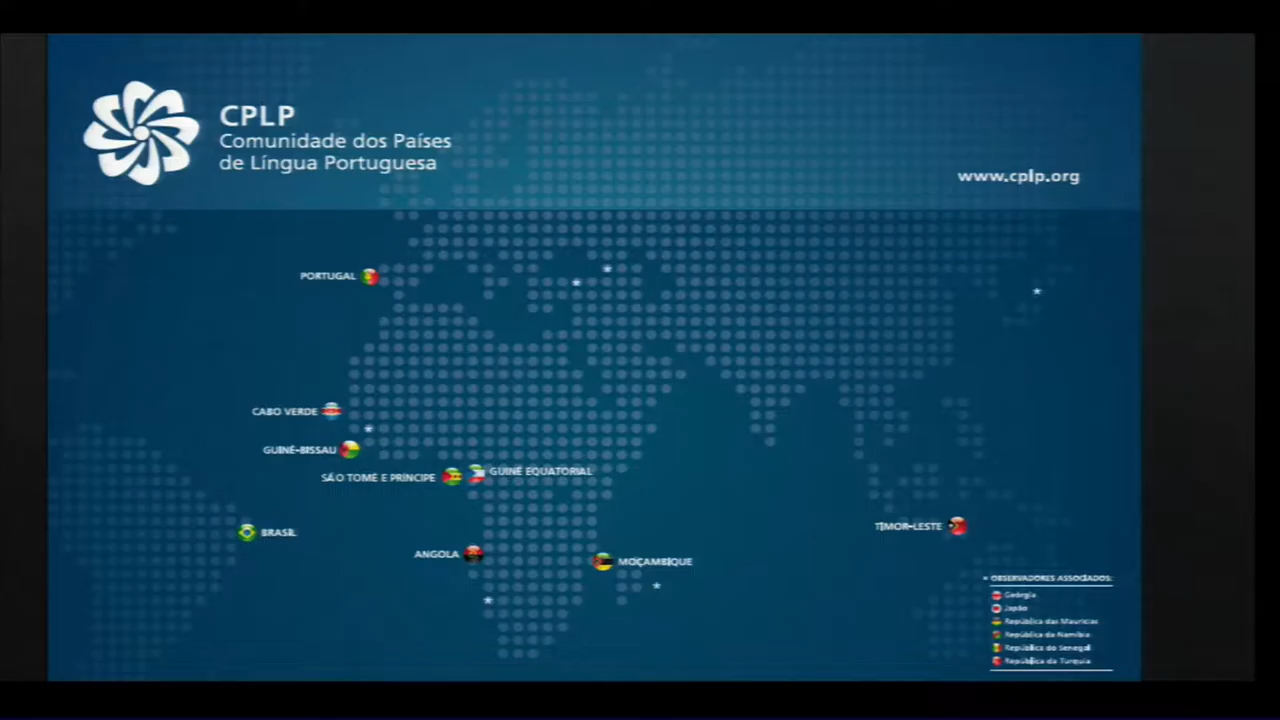 CPLP
Comunidade dos Países
de Língua Portuguesa
www.cplp.org
PORTUGAL
CABO VERDE
GUINÉ-BISSAU
SÃO TOMÉ E PRÍNCIPE
GUINÉ EQUATORIAL
BRASIL
ANGOLA
MOÇAMBIQUE
TIMOR-LESTE
* OBSERVADORES ASSOCIADOS:
Geórgia
Japão
República das Maurícias
República da Namíbia
República do Senegal
República da Turquia